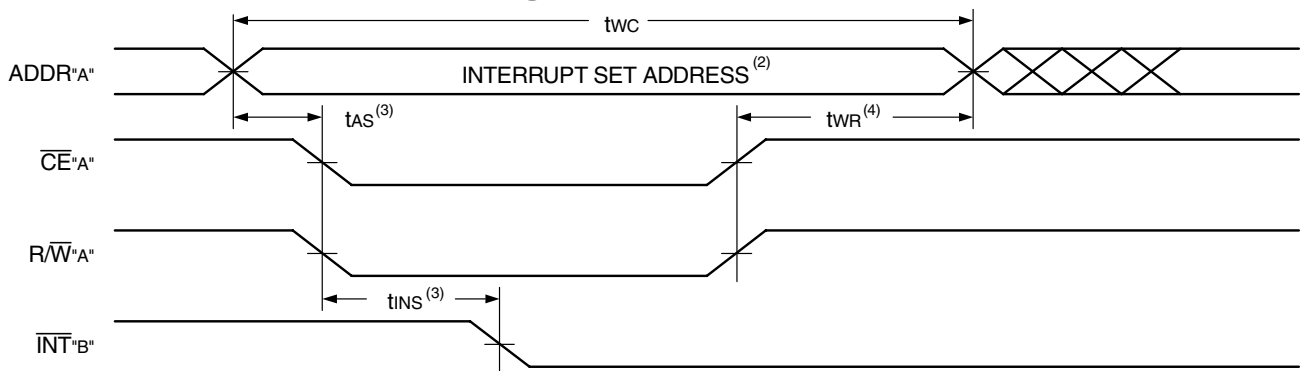 tWC
ADDR"A"
INTERRUPT SET ADDRESS(2)
tAS(3)
tWR(4)
CE"A"
R/W"A"
tINS(3)
INT"B"